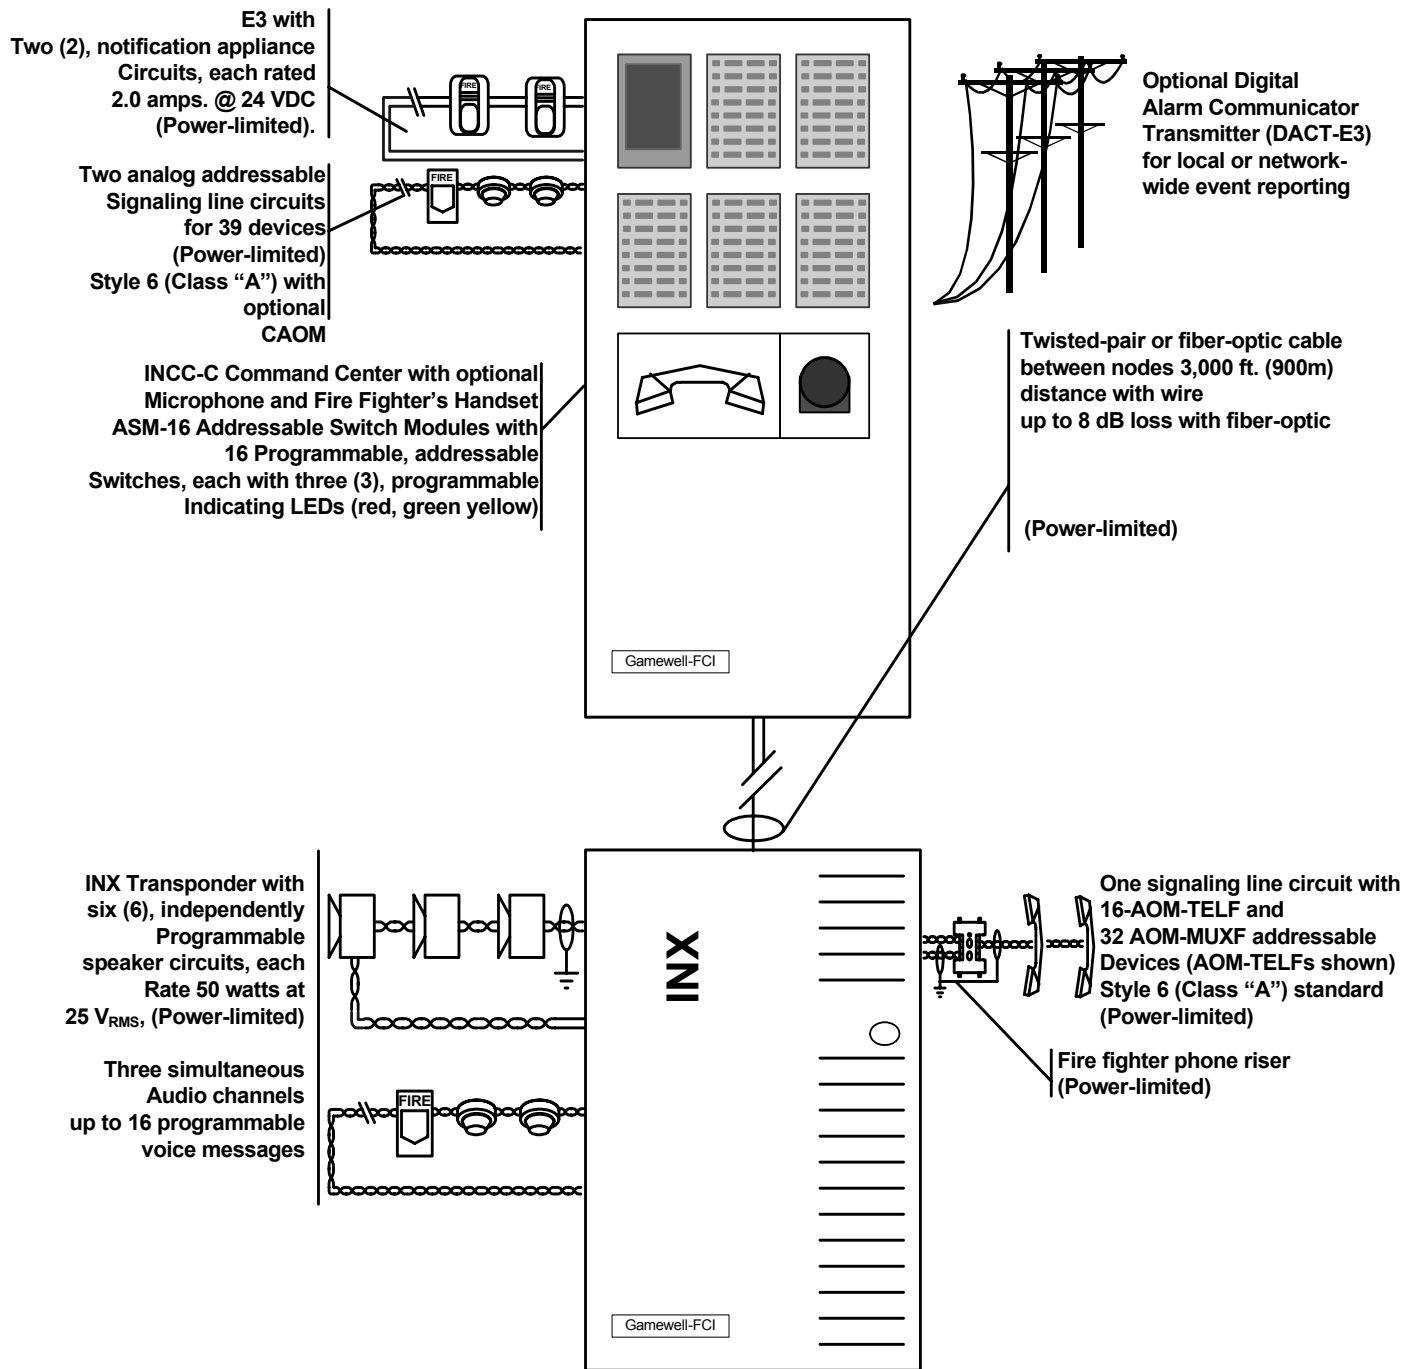 E3 with
Two (2), notification appliance
Circuits, each rated
2.0 amps. @ 24 VDC
(Power-limited).
FIRE
FIRE
Two analog addressable
Signaling line circuits
for 39 devices
(Power-limited)
Style 6 (Class “A”) with
optional
CAOM
FIRE
INCC-C Command Center with optional
Microphone and Fire Fighter’s Handset
ASM-16 Addressable Switch Modules with
16 Programmable, addressable
Switches, each with three (3), programmable
Indicating LEDs (red, green yellow)
Optional Digital
Alarm Communicator
Transmitter (DACT-E3)
for local or network-
wide event reporting
Twisted-pair or fiber-optic cable
between nodes 3,000 ft. (900m)
distance with wire
up to 8 dB loss with fiber-optic
(Power-limited)
Gamewell-FCI
INX Transponder with
six (6), independently
Programmable
speaker circuits, each
Rate 50 watts at
25 VRMS, (Power-limited)
Three simultaneous
Audio channels
up to 16 programmable
voice messages
FIRE
INX
One signaling line circuit with
16-AOM-TELF and
32 AOM-MUXF addressable
Devices (AOM-TELFs shown)
Style 6 (Class “A”) standard
(Power-limited)
Fire fighter phone riser
(Power-limited)
Gamewell-FCI